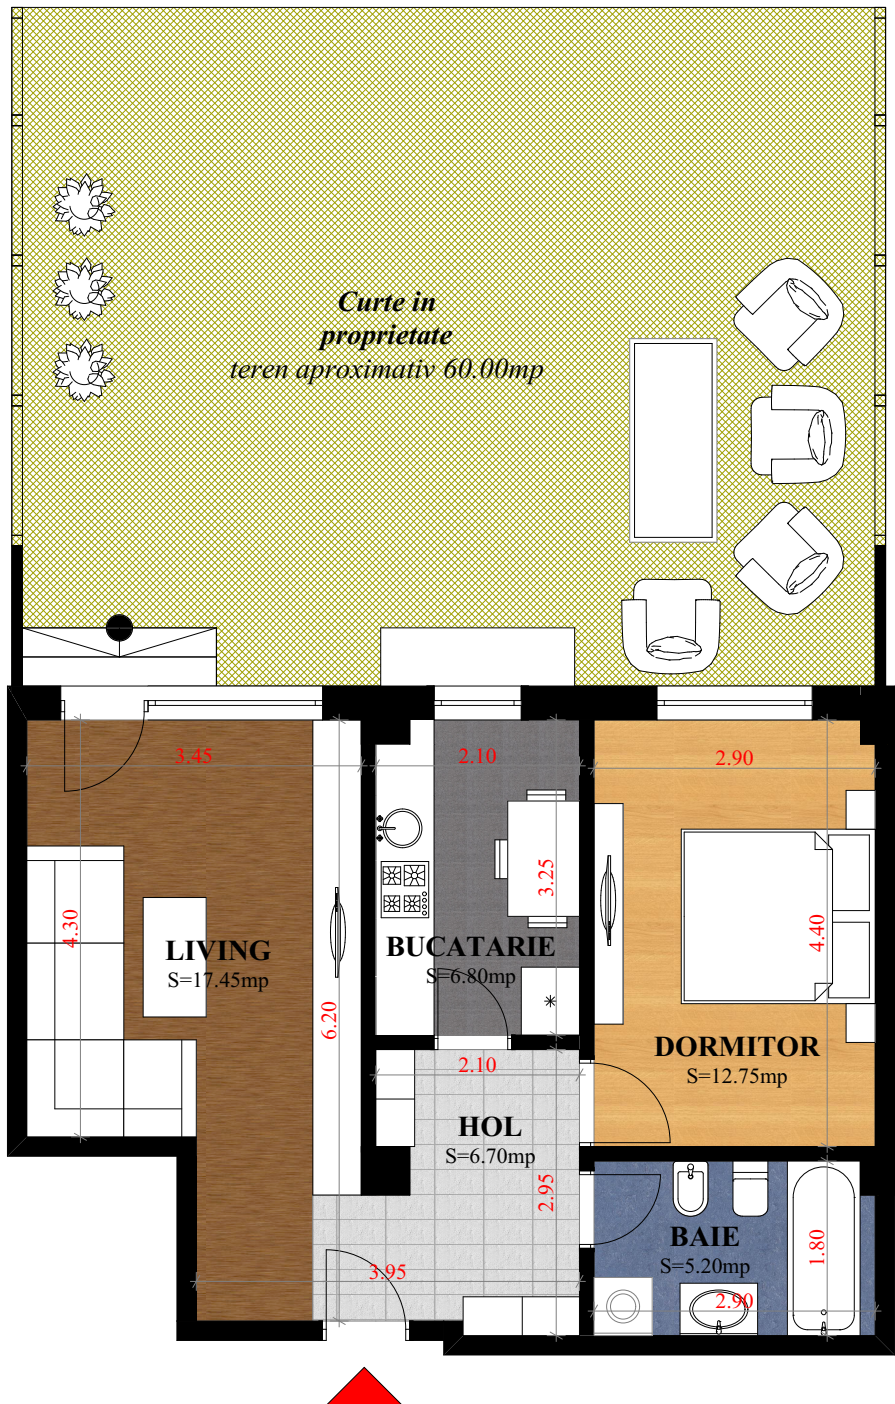 Curte in
proprietate
teren aproximativ 60.00mp
3.45
2.10
2.90
4.30
LIVING
S=17.45mp
6.20
BUCATARIE
S=6.80mp
3.25
4.40
DORMITOR
S=12.75mp
2.10
HOL
S=6.70mp
2.95
3.95
BAIE
S=5.20mp
1.80
2.90